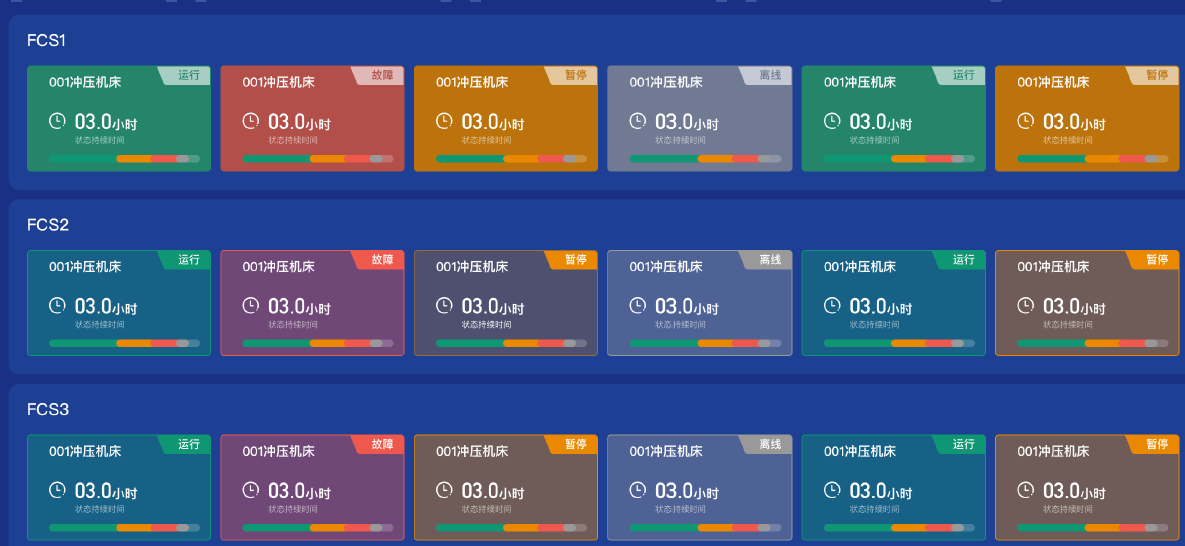 FCS1
001冲压机床 运行 001冲压机床 故障 001冲压机床 暂停 001冲压机床 离线 001冲压机床 运行 001冲压机床 暂停
03.0小时 03.0小时 03.0小时 03.0小时 03.0小时 03.0小时
状态持续时间 状态持续时间 状态持续时间 状态持续时间 状态持续时间 状态持续时间
FCS2
001冲压机床 运行 001冲压机床 故障 001冲压机床 暂停 001冲压机床 离线 001冲压机床 运行 001冲压机床 暂停
03.0小时 03.0小时 03.0小时 03.0小时 03.0小时 03.0小时
状态持续时间 状态持续时间 状态持续时间 状态持续时间 状态持续时间 状态持续时间
FCS3
001冲压机床 运行 001冲压机床 故障 001冲压机床 暂停 001冲压机床 离线 001冲压机床 运行 001冲压机床 暂停
03.0小时 03.0小时 03.0小时 03.0小时 03.0小时 03.0小时
状态持续时间 状态持续时间 状态持续时间 状态持续时间 状态持续时间 状态持续时间